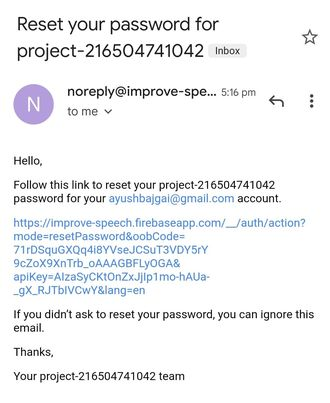 Reset your password for
project-216504741042 Inbox
N
noreply@improve-spe... 5:16 pm
to me
Hello,
Follow this link to reset your project-216504741042
password for your ayushbajgai@gmail.com account.
https://improve-speech.firebaseapp.com/__/auth/action?
mode=resetPassword&oobCode=
71rDSquGXQq4i8YVseJCSuT3VDY5rY
9cZoX9XnTrb_oAAAGBFLyOGA&
apiKey=AIzaSyCKtOnZxJjIp1mo-hAUa-
_gX_RJTbIVCwY&lang=en
If you didn't ask to reset your password, you can ignore this
email.
Thanks,
Your project-216504741042 team